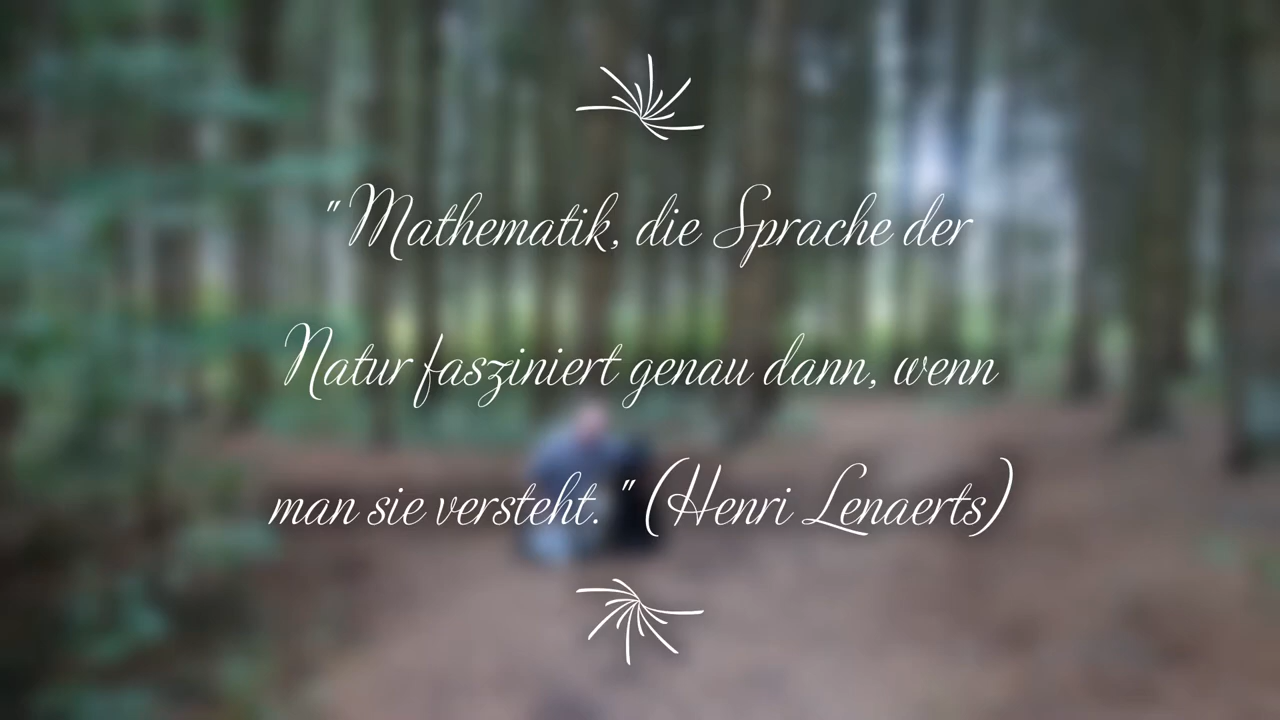 "Mathematik, die Sprache der
Natur fasziniert genau dann, wenn
man sie versteht." (Henri Lenaerts)